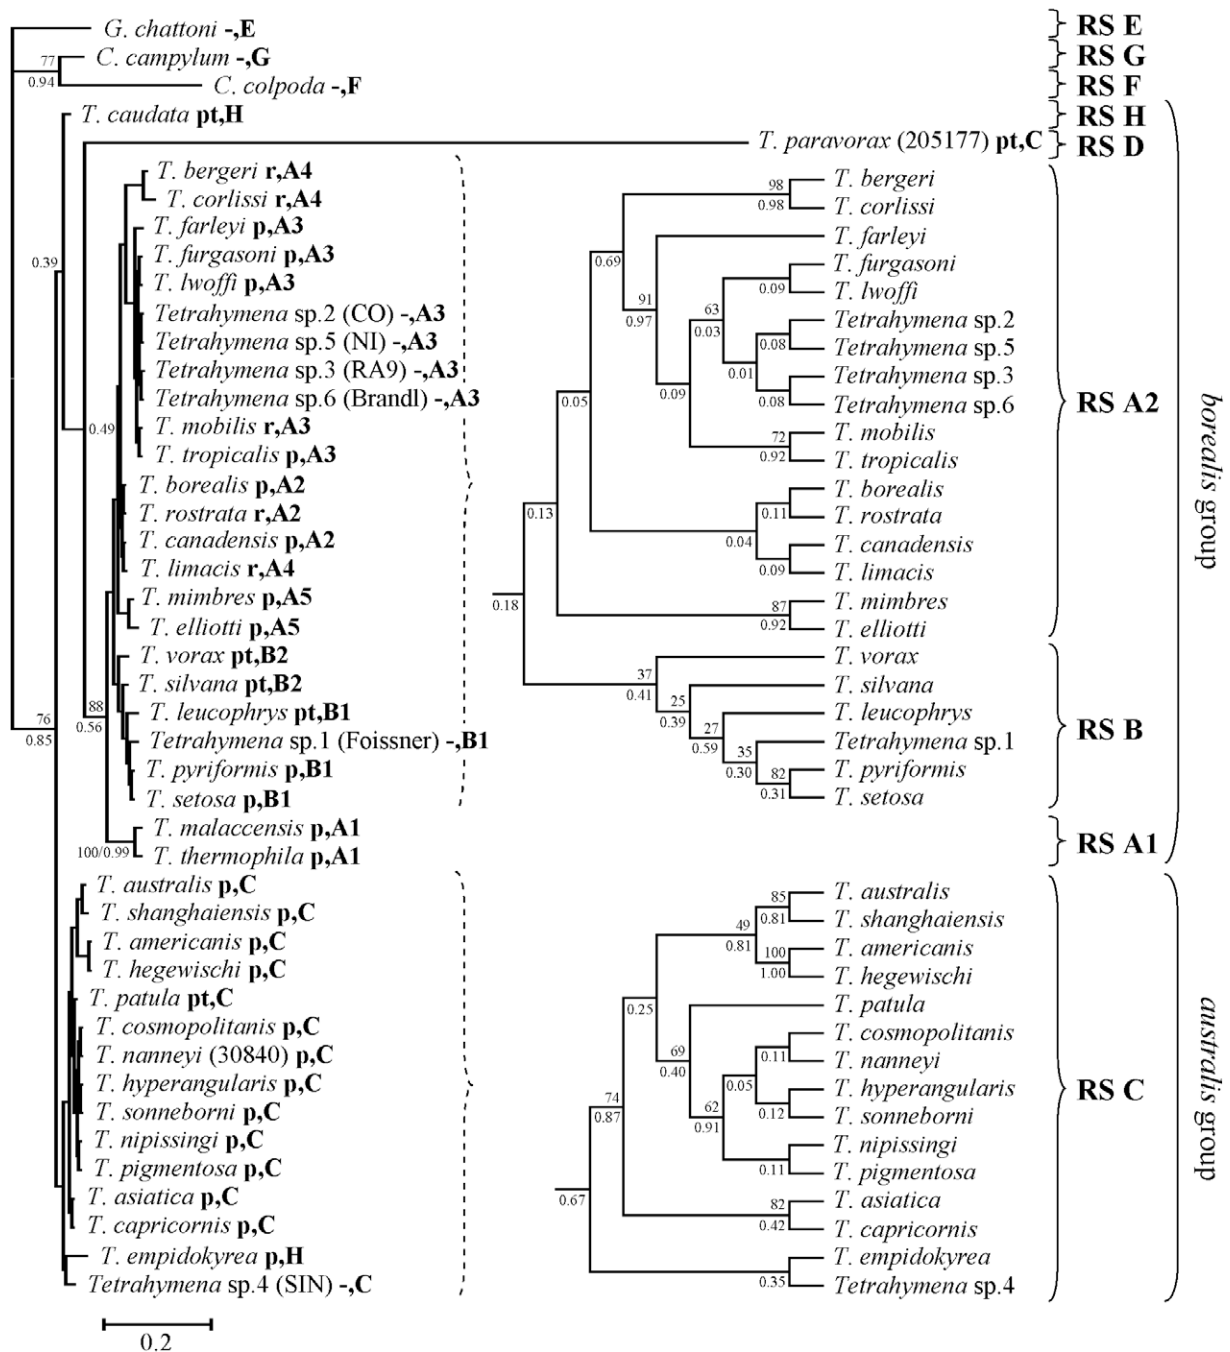 G. chattoni -,E
RS E
77
C. campylum -,G
RS G
0.94
C. colpoda -,F
RS F
T. caudata pt,H
RS H
T. paravorax (205177) pt,C
RS D
T. bergeri r,A4
T. corlissi r,A4
T. farleyi p,A3
T. furgasoni p,A3
0.39
T. lwoffi p,A3
Tetrahymena sp.2 (CO) -,A3
Tetrahymena sp.5 (NI) -,A3
Tetrahymena sp.3 (RA9) -,A3
Tetrahymena sp.6 (Brandl) -,A3
T. mobilis r,A3
0.49
T. tropicalis p,A3
T. borealis p,A2
T. rostrata r,A2
T. canadensis p,A2
T. limacis r,A4
T. mimbres p,A5
T. elliotti p,A5
T. vorax pt,B2
T. silvana pt,B2
88
T. leucophrys pt,B1
76
0.56
0.85
Tetrahymena sp.1 (Foissner) -,B1
T. pyriformis p,B1
T. setosa p,B1
T. malaccensis p,A1
100/0.99
T. thermophila p,A1
T. australis p,C
T. shanghaiensis p,C
T. americanis p,C
T. hegewischi p,C
T. patula pt,C
T. cosmopolitanis p,C
T. nanneyi (30840) p,C
T. hyperangularis p,C
T. sonneborni p,C
T. nipissingi p,C
T. pigmentosa p,C
T. asiatica p,C
T. capricornis p,C
T. empidokyrea p,H
Tetrahymena sp.4 (SIN) -,C
0.2
98
T. bergeri
0.98
T. corlissi
T. farleyi
0.69
T. furgasoni
0.09
T. lwoffi
91
63
0.97
0.03
Tetrahymena sp.2
0.08
Tetrahymena sp.5
0.01
Tetrahymena sp.3
0.09
0.08
Tetrahymena sp.6
0.05
72
T. mobilis
0.92
T. tropicalis
T. borealis
0.13
0.11
T. rostrata
0.04
T. canadensis
0.09
T. limacis
0.18
87
T. mimbres
0.92
T. elliotti
T. vorax
37
0.41
T. silvana
25
0.39
T. leucophrys
27
0.59
Tetrahymena sp.1
35
0.30
T. pyriformis
82
0.31
T. setosa
85
T. australis
0.81
T. shanghaiensis
49
0.81
T. americanis
100
1.00
T. hegewischi
0.25
T. patula
T. cosmopolitanis
0.11
69
0.40
T. nanneyi
0.05
T. hyperangularis
0.12
74
0.87
62
0.91
T. sonneborni
T. nipissingi
0.11
T. pigmentosa
0.67
82
T. asiatica
0.42
T. capricornis
T. empidokyrea
0.35
Tetrahymena sp.4
RS A2
RS B
RS A1
RS C
borealis group
australis group